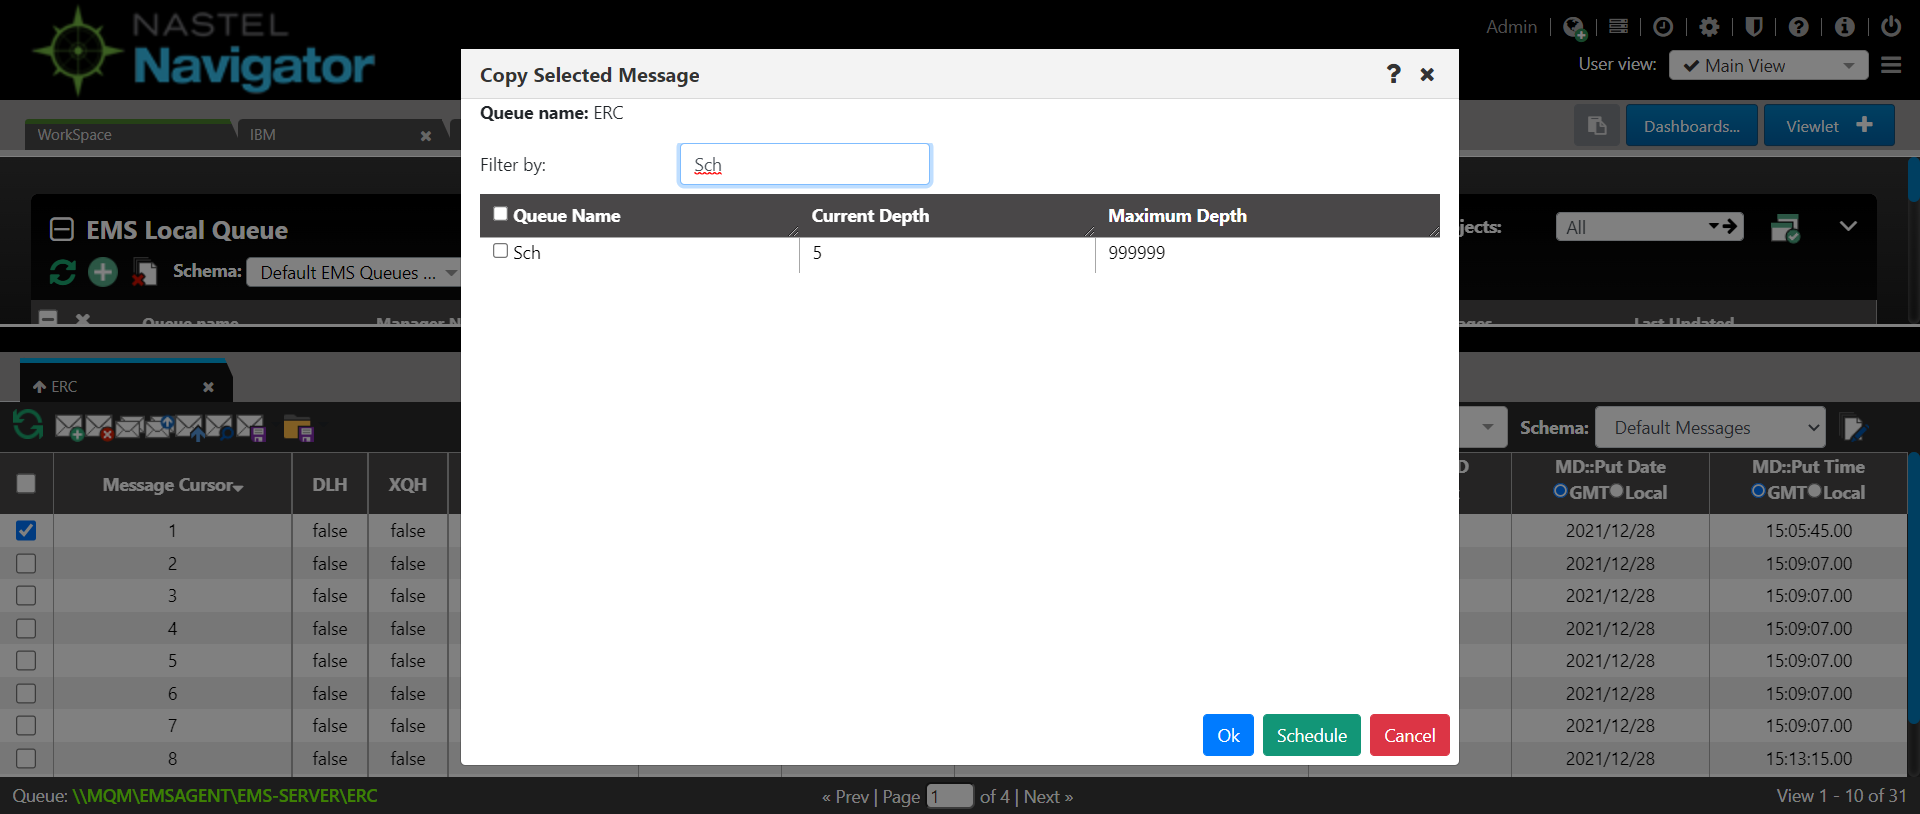 NASTEL
Navigator
Admin
User view:
Main View
WorkSpace
IBM
Dashboards...
Viewlet
Copy Selected Message
Queue name: ERC
Filter by:
Sch
Queue Name Current Depth Maximum Depth
Sch 5 999999
Ok Schedule Cancel
EMS Local Queue
jects:
All
Schema: Default EMS Queues ...
Queue name Manager N
ages Last Updated
ERC
Schema: Default Messages
Message Cursor DLH XQH D MD::Put Date MD::Put Time
GMT Local GMT Local
1 false false 2021/12/28 15:05:45.00
2 false false 2021/12/28 15:09:07.00
3 false false 2021/12/28 15:09:07.00
4 false false 2021/12/28 15:09:07.00
5 false false 2021/12/28 15:09:07.00
6 false false 2021/12/28 15:09:07.00
7 false false 2021/12/28 15:09:07.00
8 false false 2021/12/28 15:13:15.00
Queue: \\MQM\EMSAGENT\EMS-SERVER\ERC
« Prev | Page 1 of 4 | Next »
View 1 - 10 of 31